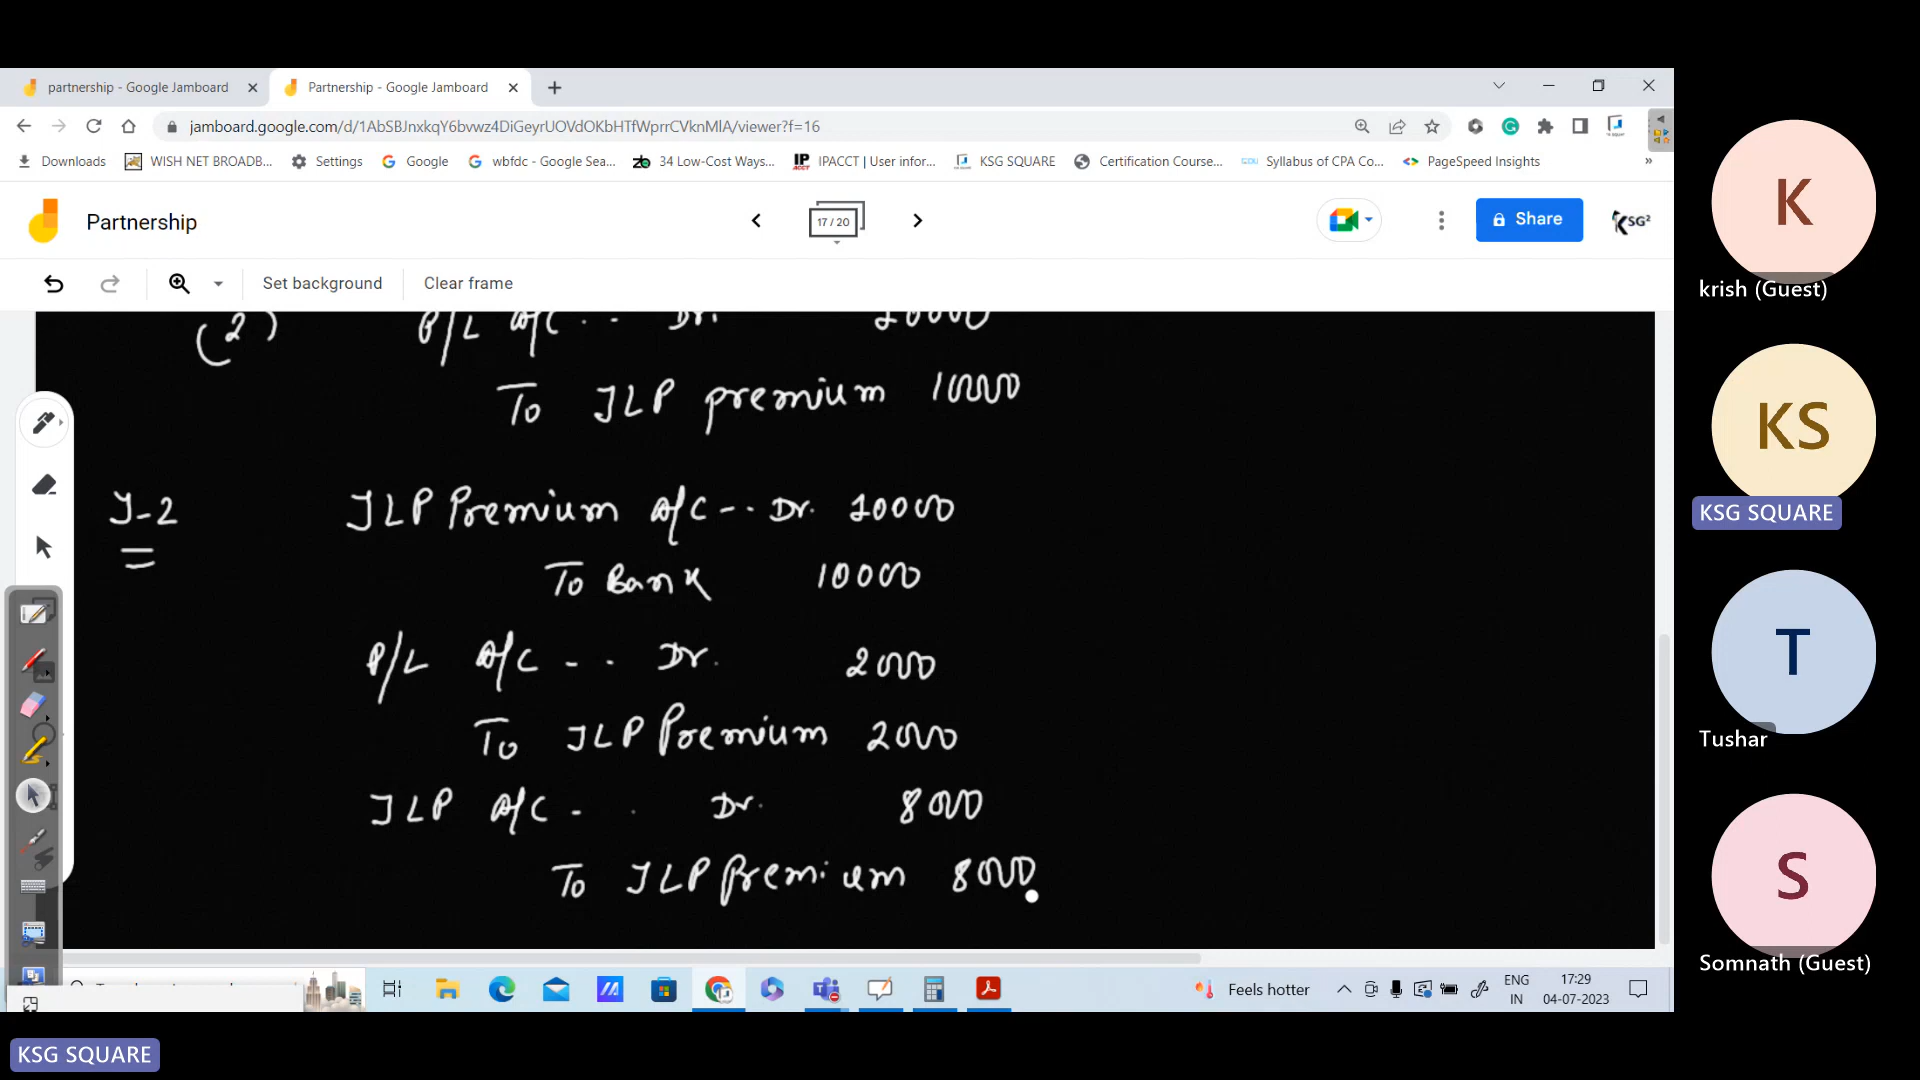 partnership - Google Jamboard
Partnership - Google Jamboard
jamboard.google.com/d/1AbSBJnxkqY6bvwz4DiGeyrUOVdOKbHTfWprrCVknMlA/viewer?f=16
Downloads WISH NET BROADB... Settings Google wbfdc - Google Sea... 34 Low-Cost Ways... IPACCT | User infor... KSG SQUARE Certification Course... Syllabus of CPA Co... PageSpeed Insights »
Partnership
17 / 20
Share
KSG²
Set background Clear frame
(2) P/L A/C - - Dr. 10000
To JLP premium 10000
Y-2 JLP Premium A/C - - Dr. 10000
To Bank 10000
P/L A/C - - Dr. 2000
To JLP Premium 2000
JLP A/C - . Dr. 8000
To JLP Premium 8000
Feels hotter
ENG
IN
17:29
04-07-2023
K
krish (Guest)
KS
KSG SQUARE
T
Tushar
S
Somnath (Guest)
KSG SQUARE